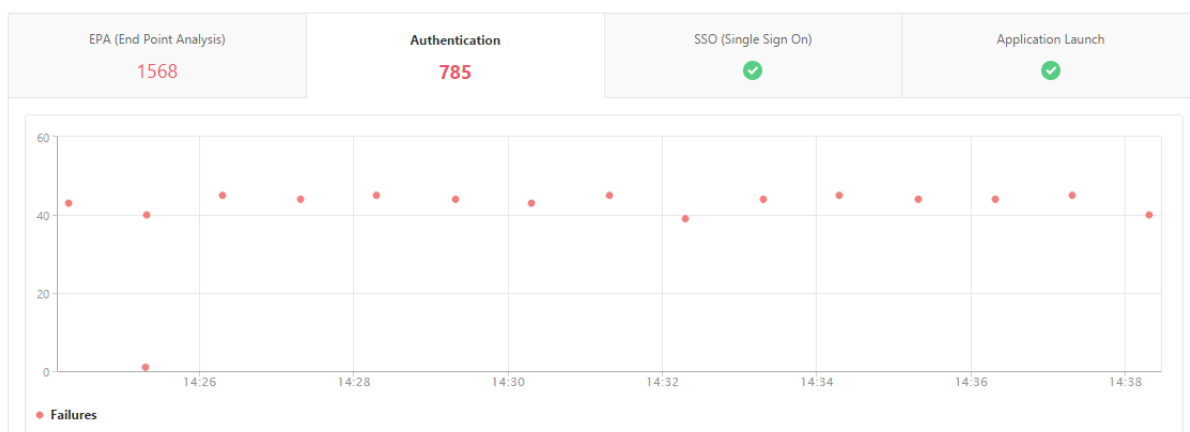 EPA (End Point Analysis)
1568
Authentication
785
SSO (Single Sign On)
Application Launch
60
40
20
0
14:26
14:28
14:30
14:32
14:34
14:36
14:38
Failures